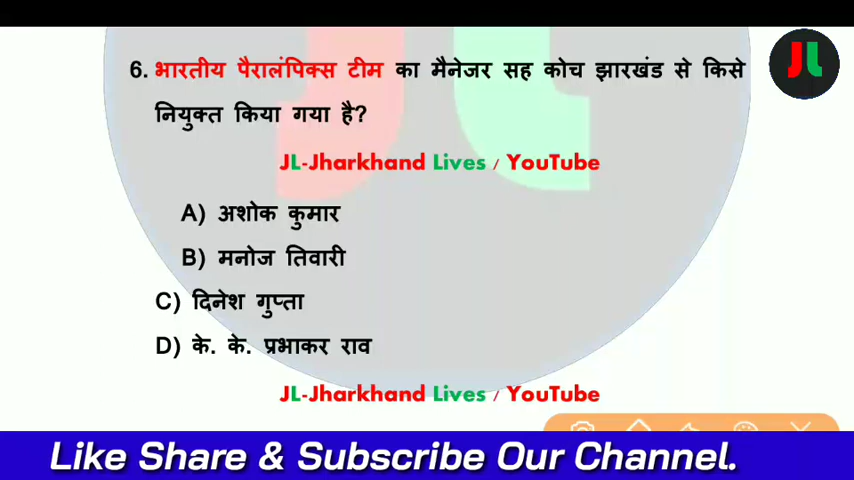 JL
6. भारतीय पैरालंपिक्स टीम का मैनेजर सह कोच झारखंड से किसे
नियुक्त किया गया है?
JL-Jharkhand Lives / YouTube
A) अशोक कुमार
B) मनोज तिवारी
C) दिनेश गुप्ता
D) के. के. प्रभाकर राव
JL-Jharkhand Lives / YouTube
Like Share & Subscribe Our Channel.